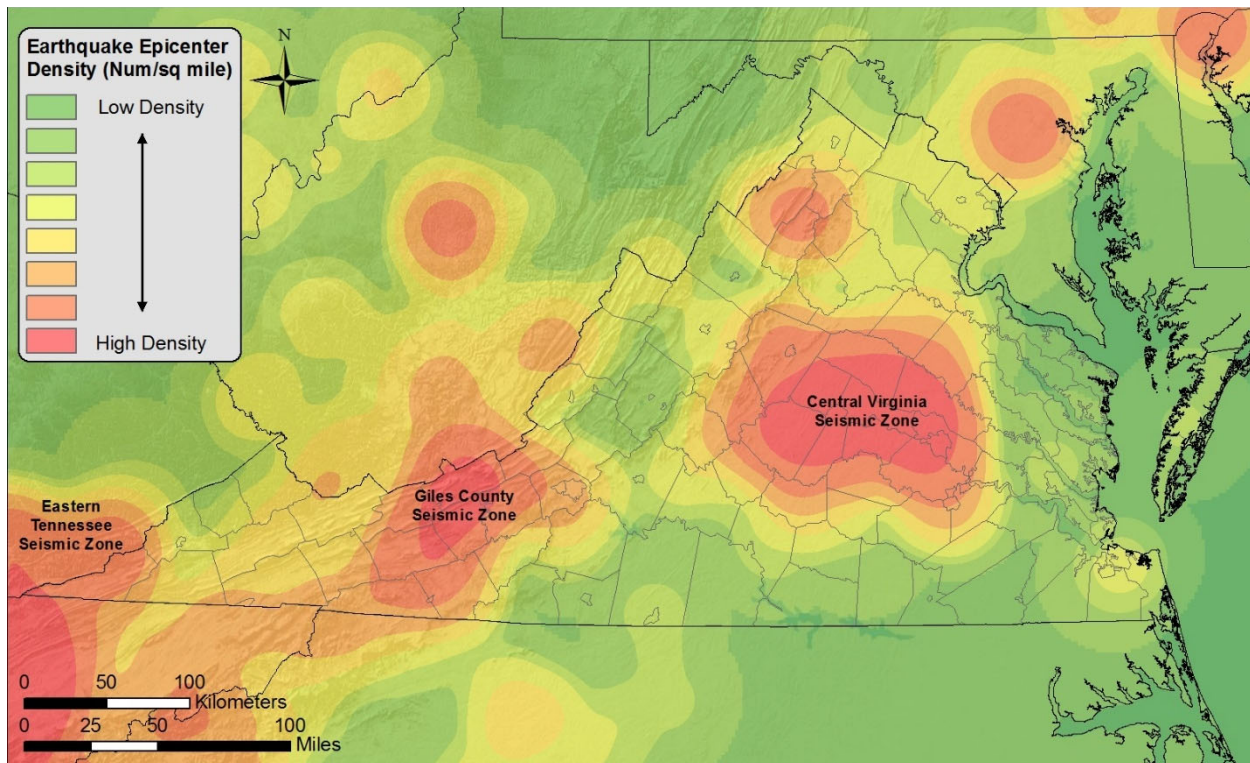 Earthquake Epicenter
Density (Num/sq mile)
Low Density
High Density
N
Central Virginia
Seismic Zone
Giles County
Seismic Zone
Eastern
Tennessee
Seismic Zone
0 50 100
Kilometers
0 25 50 100
Miles